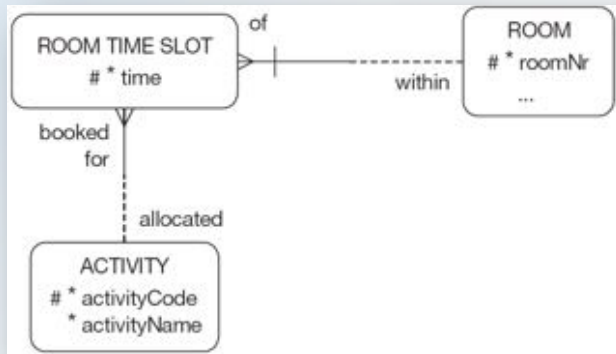 ROOM TIME SLOT
# * time
of
within
ROOM
# * roomNr
...
booked
for
allocated
ACTIVITY
# * activityCode
* activityName